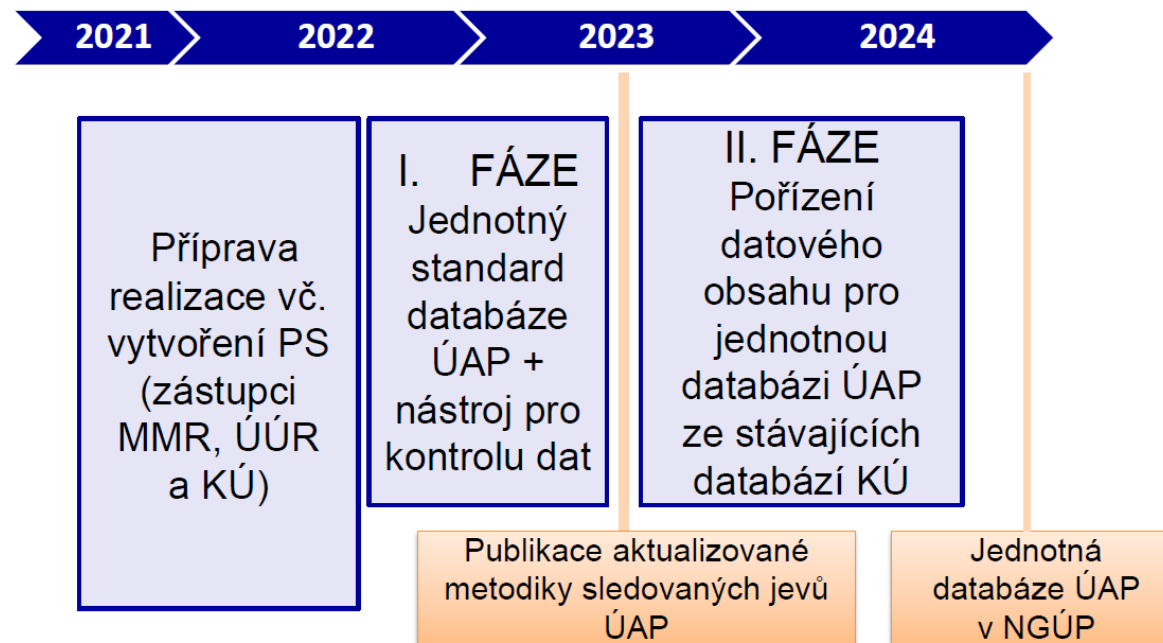 2021 2022 2023 2024
Příprava
realizace vč.
vytvoření PS
(zástupci
MMR, ÚÚR
a KÚ)
I. FÁZE
Jednotný
standard
databáze
ÚAP +
nástroj pro
kontrolu dat
II. FÁZE
Pořízení
datového
obsahu pro
jednotnou
databázi ÚAP
ze stávajících
databází KÚ
Publikace aktualizované
metodiky sledovaných jevů
ÚAP
Jednotná
databáze ÚAP
v NGÚP